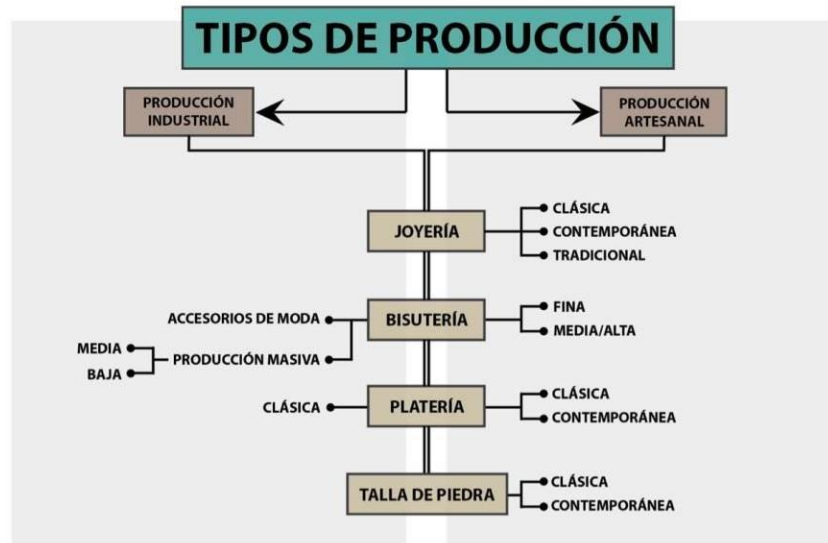 TIPOS DE PRODUCCIÓN
PRODUCCIÓN
INDUSTRIAL
PRODUCCIÓN
ARTESANAL
JOYERÍA
CLÁSICA
CONTEMPORÁNEA
TRADICIONAL
ACCESORIOS DE MODA
MEDIA
BAJA
PRODUCCIÓN MASIVA
BISUTERÍA
FINA
MEDIA/ALTA
CLÁSICA
PLATERÍA
CLÁSICA
CONTEMPORÁNEA
TALLA DE PIEDRA
CLÁSICA
CONTEMPORÁNEA